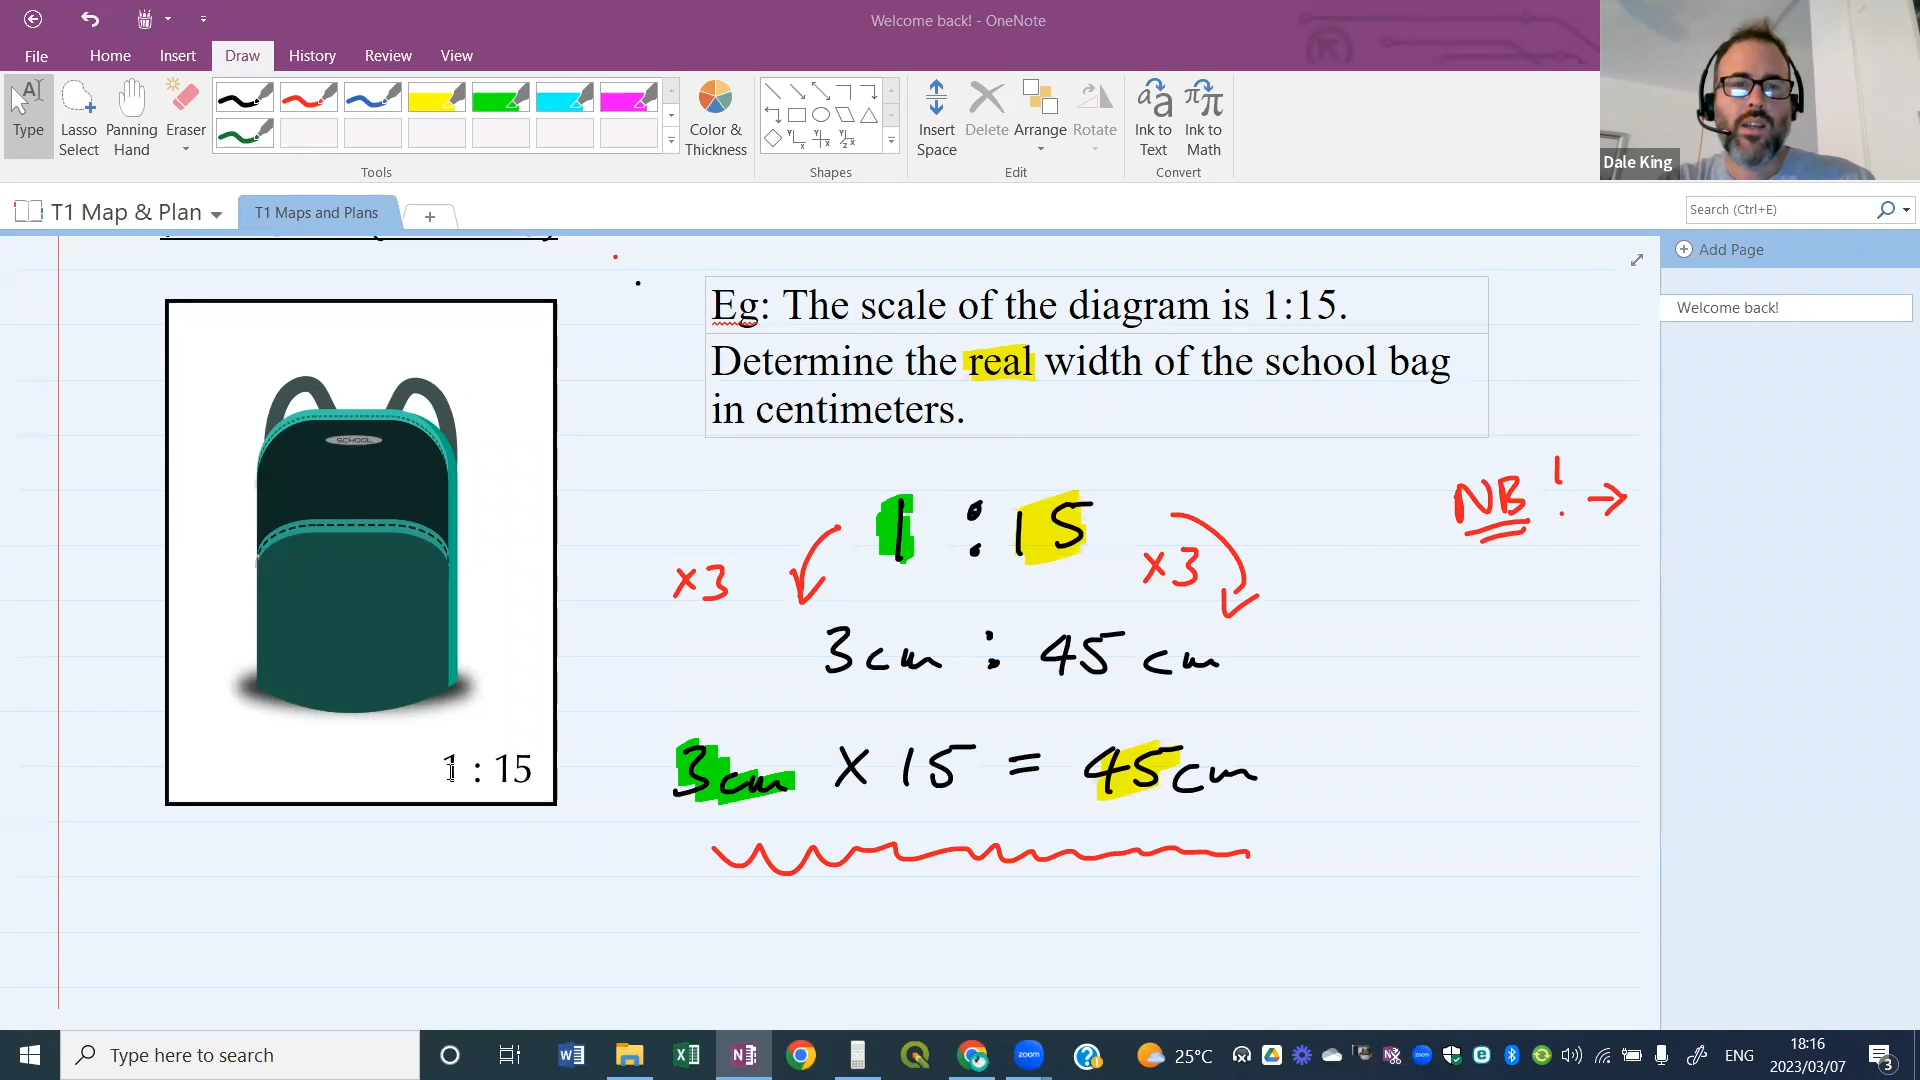 Welcome back! - OneNote
File Home Insert Draw History Review View
Type
Lasso Select
Panning Hand
Eraser
Color & Thickness
Insert Space
Delete
Arrange
Rotate
Ink to Text
Ink to Math
Tools
Shapes
Edit
Convert
Dale King
T1 Map & Plan
T1 Maps and Plans
Search (Ctrl+E)
Add Page
Welcome back!
Eg: The scale of the diagram is 1:15.
Determine the real width of the school bag
in centimeters.
SCHOOL
1 : 15
1 : 15
NB ! →
×3
×3
3cm : 45 cm
3cm × 15 = 45cm
Type here to search
zoom
25°C
ENG
18:16
2023/03/07
3